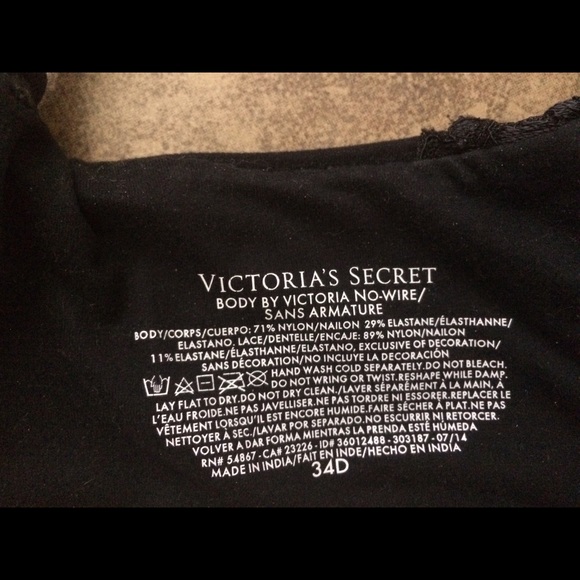 VICTORIA'S SECRET
BODY BY VICTORIA NO-WIRE/
SANS ARMATURE
BODY/CORPS/CUERPO: 71% NYLON/NAILON 29% ELASTANE/ÉLASTHANNE/
ELASTANO. LACE/DENTELLE/ENCAJE: 89% NYLON/NAILON
11% ELASTANE/ÉLASTHANNE/ELASTANO, EXCLUSIVE OF DECORATION/
SANS DÉCORATION/NO INCLUYE LA DECORACIÓN
HAND WASH COLD SEPARATELY. DO NOT BLEACH.
DO NOT WRING OR TWIST. RESHAPE WHILE DAMP.
LAY FLAT TO DRY. DO NOT DRY CLEAN./LAVER SÉPARÉMENT À LA MAIN, À
L'EAU FROIDE. NE PAS JAVELLISER. NE PAS TORDRE NI ESSORER. REPLACER LE
VÊTEMENT LORSQU'IL EST ENCORE HUMIDE. FAIRE SÉCHER À PLAT. NE PAS
NETTOYER À SEC./LAVAR POR SEPARADO. NO ESCURRIR NI RETORCER.
VOLVER A DAR FORMA MIENTRAS LA PRENDA ESTÉ HÚMEDA
RN# 54867 - CA# 23226 - ID# 36012488 - 303187 - 07/14
MADE IN INDIA/FAIT EN INDE/HECHO EN INDIA
34D